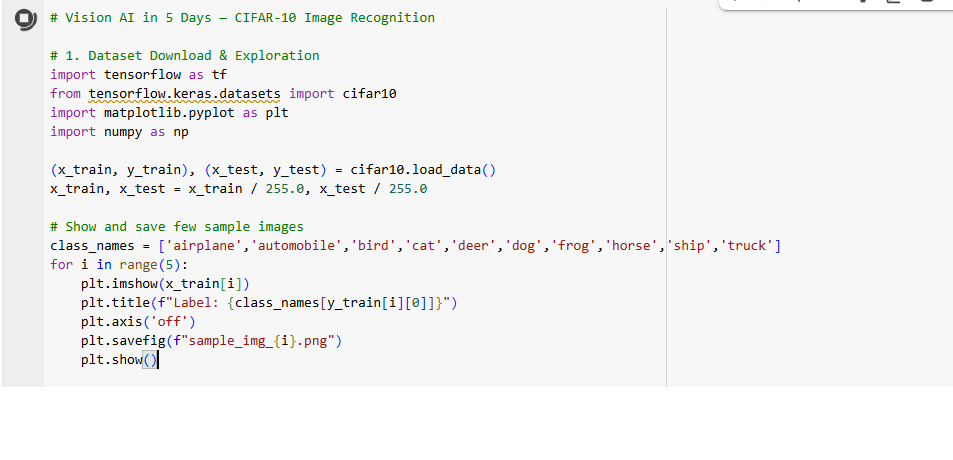 # Vision AI in 5 Days – CIFAR-10 Image Recognition

# 1. Dataset Download & Exploration
import tensorflow as tf
from tensorflow.keras.datasets import cifar10
import matplotlib.pyplot as plt
import numpy as np

(x_train, y_train), (x_test, y_test) = cifar10.load_data()
x_train, x_test = x_train / 255.0, x_test / 255.0

# Show and save few sample images
class_names = ['airplane','automobile','bird','cat','deer','dog','frog','horse','ship','truck']
for i in range(5):
    plt.imshow(x_train[i])
    plt.title(f"Label: {class_names[y_train[i][0]]}")
    plt.axis('off')
    plt.savefig(f"sample_img_{i}.png")
    plt.show()